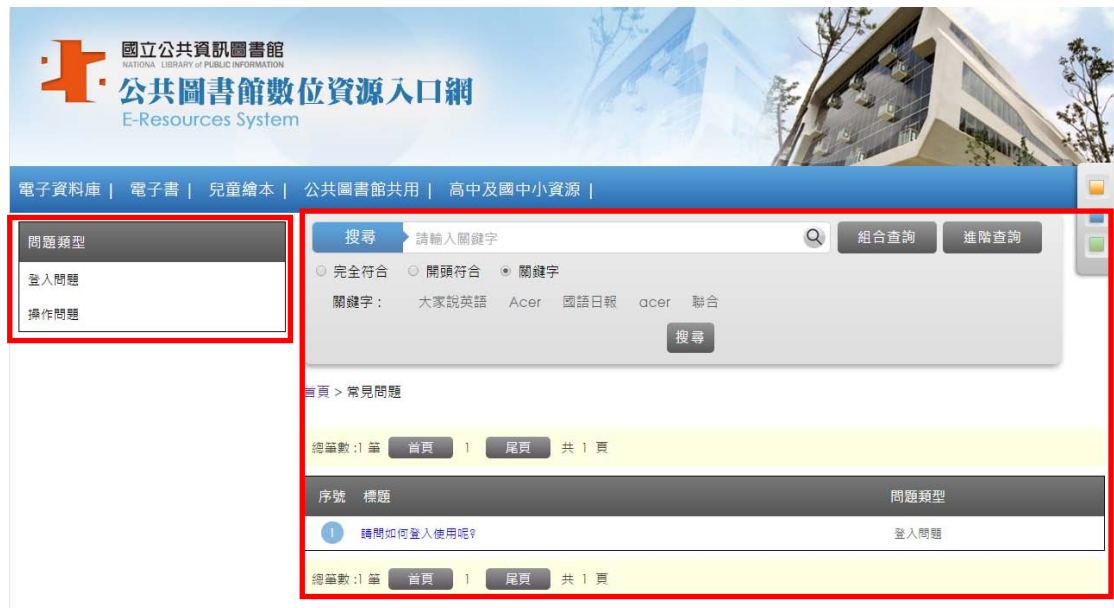 國立公共資訊圖書館
NATIONA LIBRARY of PUBLIC INFORMATION
公共圖書館數位資源入口網
E-Resources System
電子資料庫 | 電子書 | 兒童繪本 | 公共圖書館共用 | 高中及國中小資源 |
問題類型
登入問題
操作問題
搜尋 請輸入關鍵字 組合查詢 進階查詢
完全符合 開頭符合 關鍵字
關鍵字： 大家說英語 Acer 國語日報 acer 聯合
搜尋
首頁 > 常見問題
總筆數:1 筆 首頁 1 尾頁 共 1 頁
序號 標題 問題類型
1 請問如何登入使用呢? 登入問題
總筆數:1 筆 首頁 1 尾頁 共 1 頁